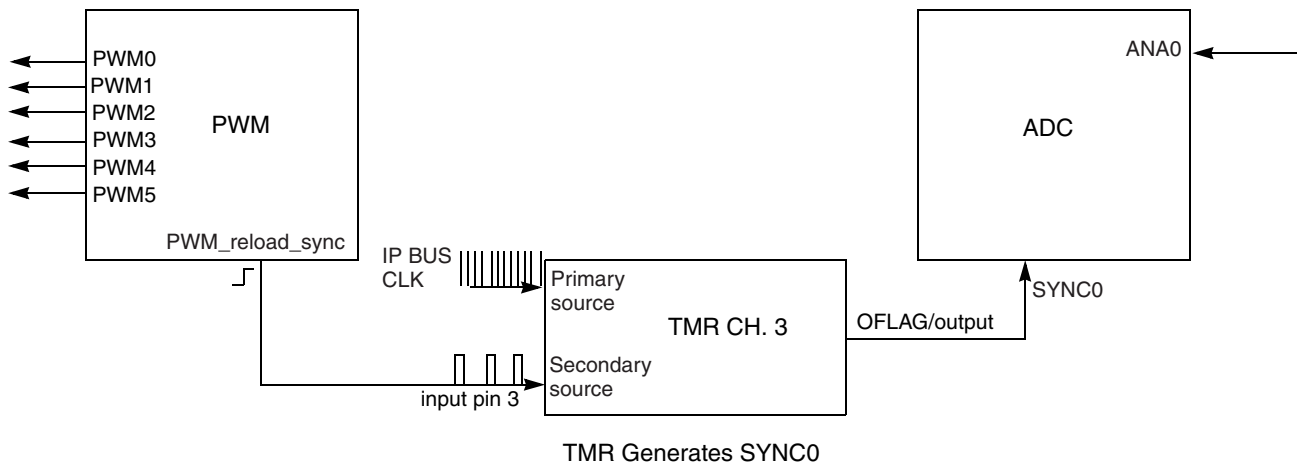 PWM0
PWM1
PWM2
PWM3
PWM4
PWM5
PWM
PWM_reload_sync
IP BUS
CLK
Primary
source
TMR CH. 3
Secondary
source
input pin 3
OFLAG/output
ADC
ANA0
SYNC0
TMR Generates SYNC0